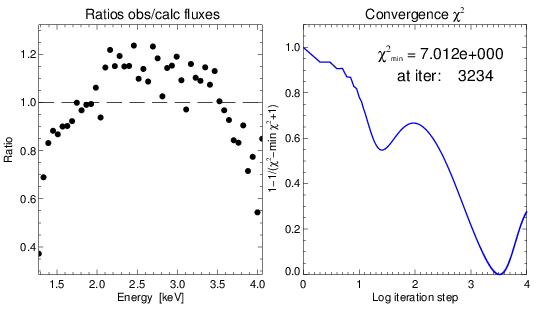 Ratios obs/calc fluxes
Ratio
1.2
1.0
0.8
0.6
0.4
1.5 2.0 2.5 3.0 3.5 4.0
Energy [keV]
Convergence χ²
χ²min = 7.012e+000
at iter: 3234
1−1/(χ²−min χ²+1)
1.0
0.8
0.6
0.4
0.2
0.0
0 1 2 3 4
Log iteration step